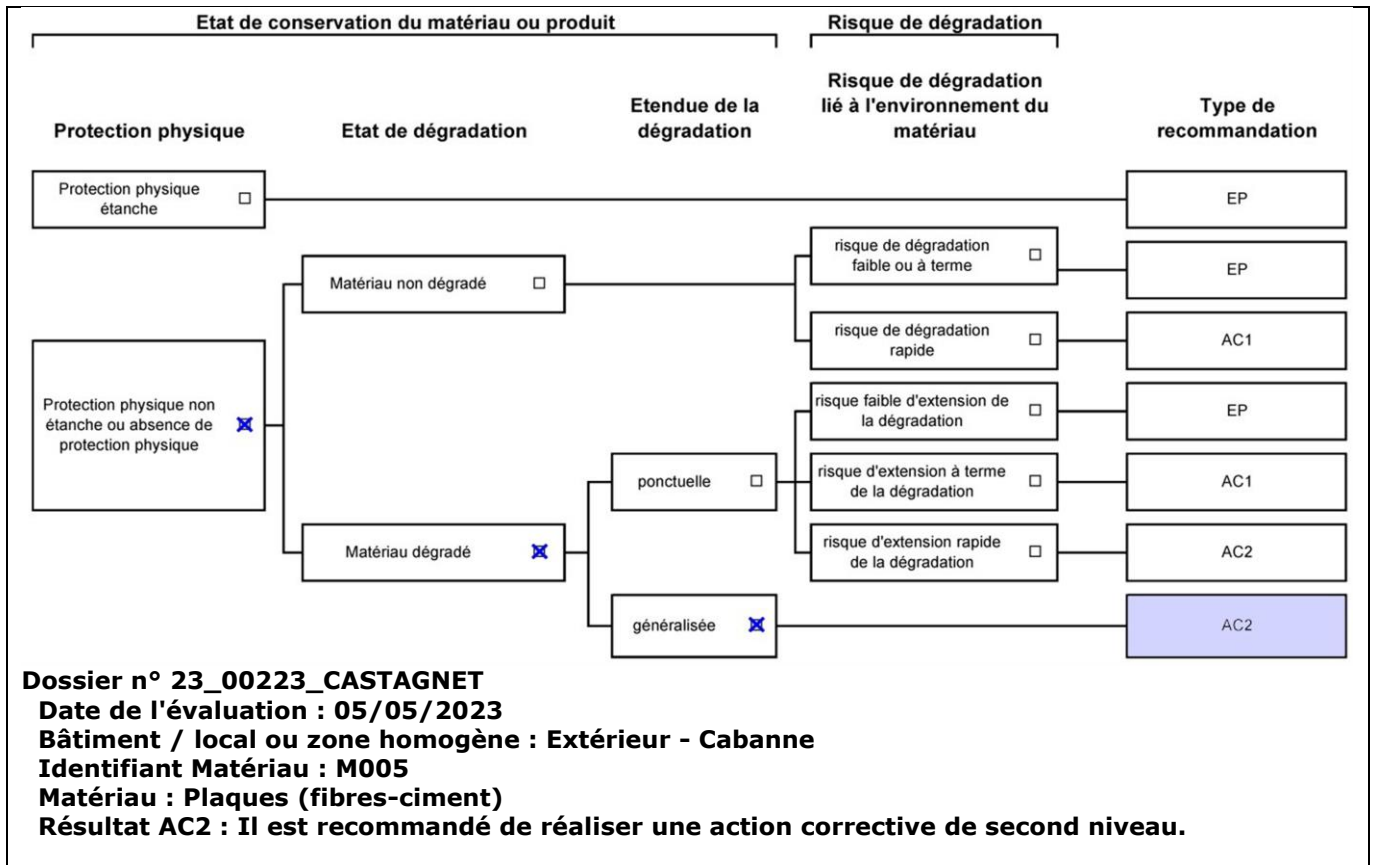 Etat de conservation du matériau ou produit
Risque de dégradation
Protection physique
Etat de dégradation
Etendue de la
dégradation
Risque de dégradation
lié à l'environnement du
matériau
Type de
recommandation
Protection physique
étanche
EP
risque de dégradation
faible ou à terme
EP
Matériau non dégradé
risque de dégradation
rapide
AC1
Protection physique non
étanche ou absence de
protection physique
risque faible d'extension de
la dégradation
EP
ponctuelle
risque d'extension à terme
de la dégradation
AC1
Matériau dégradé
risque d'extension rapide
de la dégradation
AC2
généralisée
AC2
Dossier n° 23_00223_CASTAGNET
Date de l'évaluation : 05/05/2023
Bâtiment / local ou zone homogène : Extérieur - Cabanne
Identifiant Matériau : M005
Matériau : Plaques (fibres-ciment)
Résultat AC2 : Il est recommandé de réaliser une action corrective de second niveau.